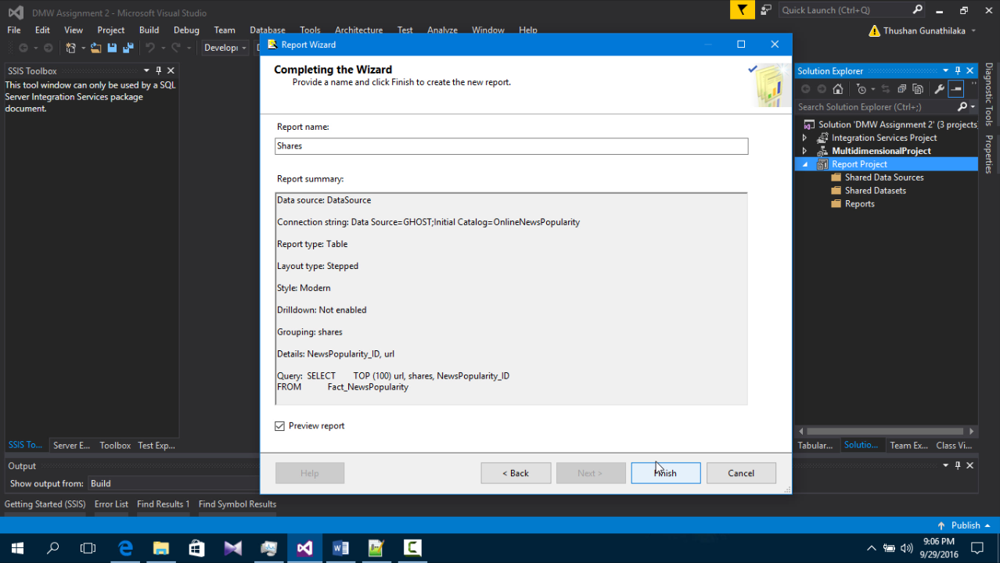 DMW Assignment 2 - Microsoft Visual Studio
Quick Launch (Ctrl+Q)
File Edit View Project Build Debug Team Database Tools Architecture Test Analyze Window Help
Thushan Gunathilaka
Developi
SSIS Toolbox
This tool window can only be used by a SQL
Server Integration Services package
document.
Report Wizard
Completing the Wizard
Provide a name and click Finish to create the new report.
Report name:
Shares
Report summary:
Data source: DataSource
Connection string: Data Source=GHOST;Initial Catalog=OnlineNewsPopularity
Report type: Table
Layout type: Stepped
Style: Modern
Drilldown: Not enabled
Grouping: shares
Details: NewsPopularity_ID, url
Query: SELECT TOP (100) url, shares, NewsPopularity_ID
FROM Fact_NewsPopularity
Preview report
Help
< Back
Next >
Finish
Cancel
Solution Explorer
Search Solution Explorer (Ctrl+;)
Solution 'DMW Assignment 2' (3 projects
Integration Services Project
MultidimensionalProject
Report Project
Shared Data Sources
Shared Datasets
Reports
Diagnostic Tools
Properties
SSIS To... Server E... Toolbox Test Exp...
Tabular... Solutio... Team Ex... Class Vi...
Output
Show output from: Build
Getting Started (SSIS) Error List Find Results 1 Find Symbol Results
Publish
9:06 PM
9/29/2016